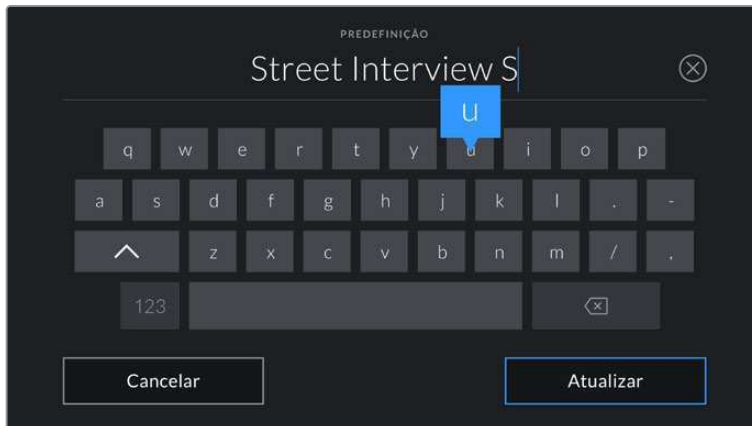 PREDEFINIÇÃO
Street Interview S
u
q w e r t y u i o p
a s d f g h j k l . -
z x c v b n m / ,
123
Cancelar Atualizar